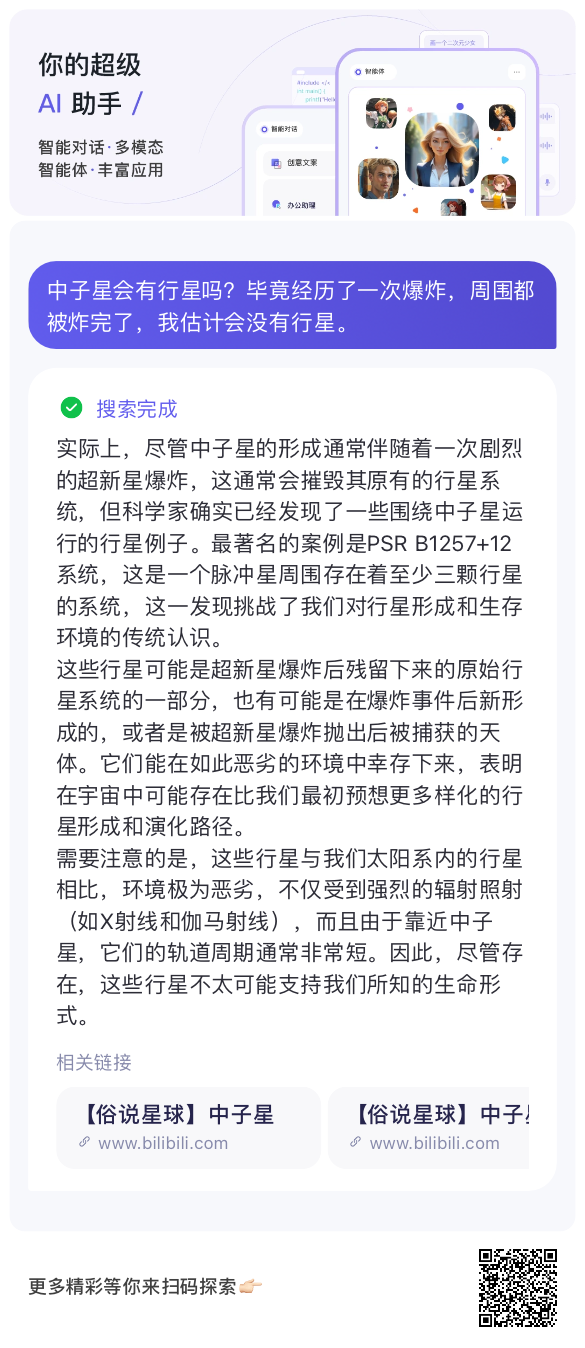 你的超级
AI 助手 /
智能对话·多模态
智能体·丰富应用
画一个二次元少女
智能体
#include </>
int main() {
print("Hello
智能对话
创意文案
办公助理
中子星会有行星吗？毕竟经历了一次爆炸，周围都
被炸完了，我估计会没有行星。
搜索完成
实际上，尽管中子星的形成通常伴随着一次剧烈
的超新星爆炸，这通常会摧毁其原有的行星系
统，但科学家确实已经发现了一些围绕中子星运
行的行星例子。最著名的案例是PSR B1257+12
系统，这是一个脉冲星周围存在着至少三颗行星
的系统，这一发现挑战了我们对行星形成和生存
环境的传统认识。
这些行星可能是超新星爆炸后残留下来的原始行
星系统的一部分，也有可能是在爆炸事件后新形
成的，或者是被超新星爆炸抛出后被捕获的天
体。它们能在如此恶劣的环境中幸存下来，表明
在宇宙中可能存在比我们最初预想更多样化的行
星形成和演化路径。
需要注意的是，这些行星与我们太阳系内的行星
相比，环境极为恶劣，不仅受到强烈的辐射照射
（如X射线和伽马射线），而且由于靠近中子
星，它们的轨道周期通常非常短。因此，尽管存
在，这些行星不太可能支持我们所知的生命形
式。
相关链接
【俗说星球】中子星
www.bilibili.com
【俗说星球】中子
www.bilibili.com
更多精彩等你来扫码探索👉🏻